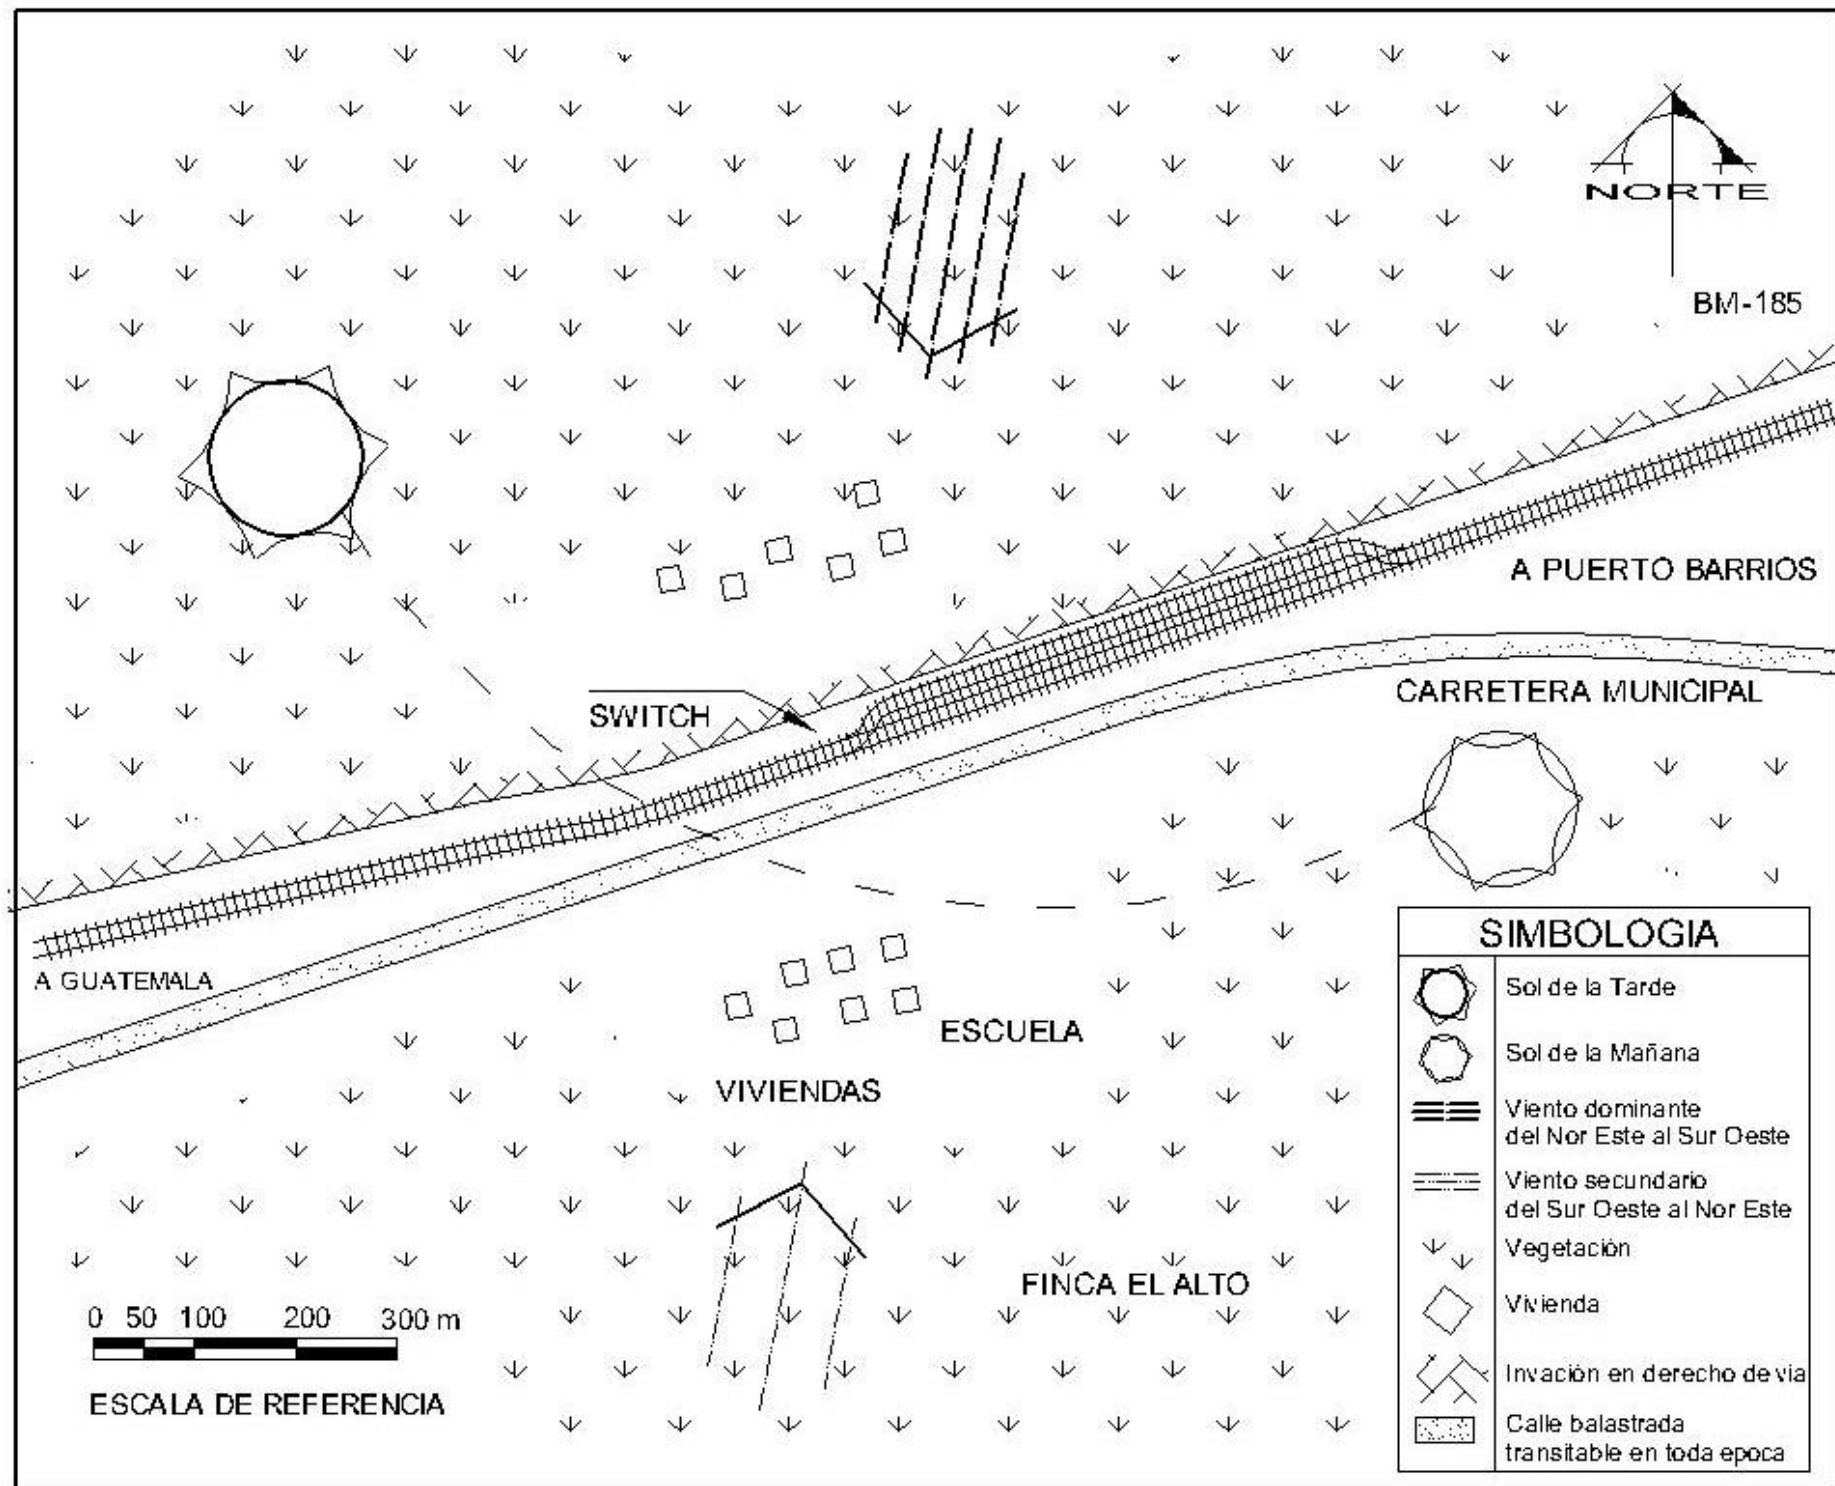 NORTE
BM-185
A PUERTO BARRIOS
SWITCH
CARRETERA MUNICIPAL
A GUATEMALA
ESCUELA
VIVIENDAS
FINCA EL ALTO
0 50 100 200 300 m
ESCALA DE REFERENCIA
SIMBOLOGIA
Sol de la Tarde
Sol de la Mañana
Viento dominante
del Nor Este al Sur Oeste
Viento secundario
del Sur Oeste al Nor Este
Vegetación
Vivienda
Invación en derecho de via
Calle balastrada
transitable en toda epoca